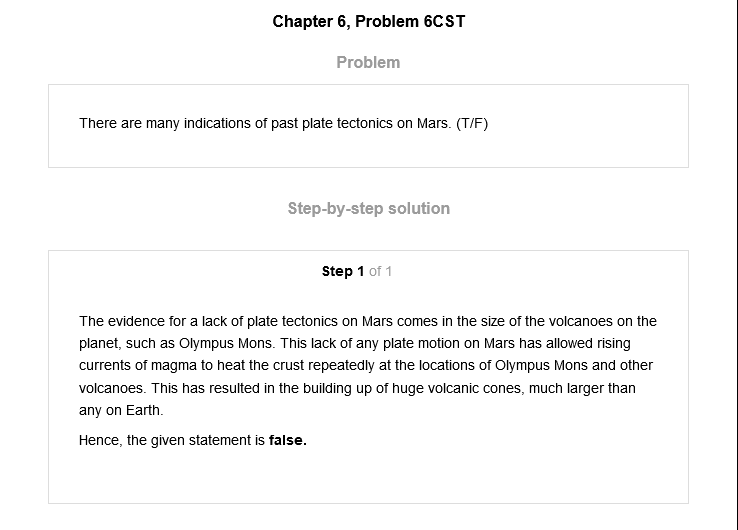 Chapter 6, Problem 6CST
Problem
There are many indications of past plate tectonics on Mars. (T/F)
Step-by-step solution
Step 1 of 1
The evidence for a lack of plate tectonics on Mars comes in the size of the volcanoes on the
planet, such as Olympus Mons. This lack of any plate motion on Mars has allowed rising
currents of magma to heat the crust repeatedly at the locations of Olympus Mons and other
volcanoes. This has resulted in the building up of huge volcanic cones, much larger than
any on Earth.
Hence, the given statement is false.